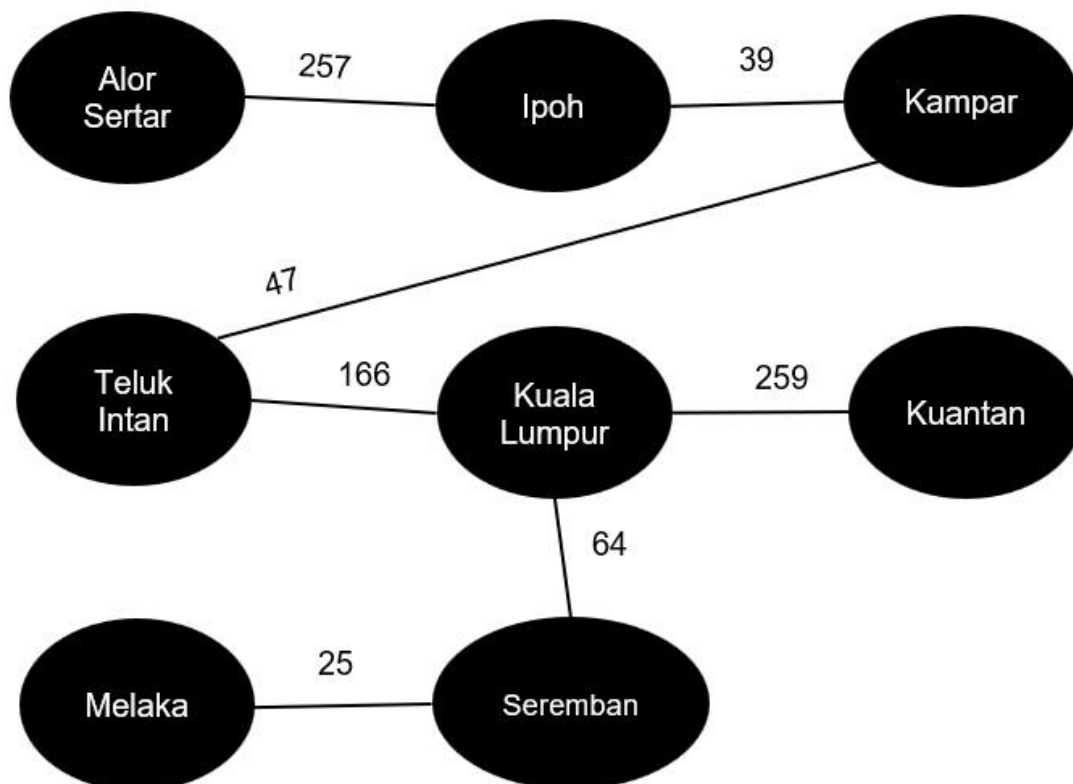 Alor
Sertar
257
Ipoh
39
Kampar
47
Teluk
Intan
166
Kuala
Lumpur
259
Kuantan
64
Melaka
25
Seremban